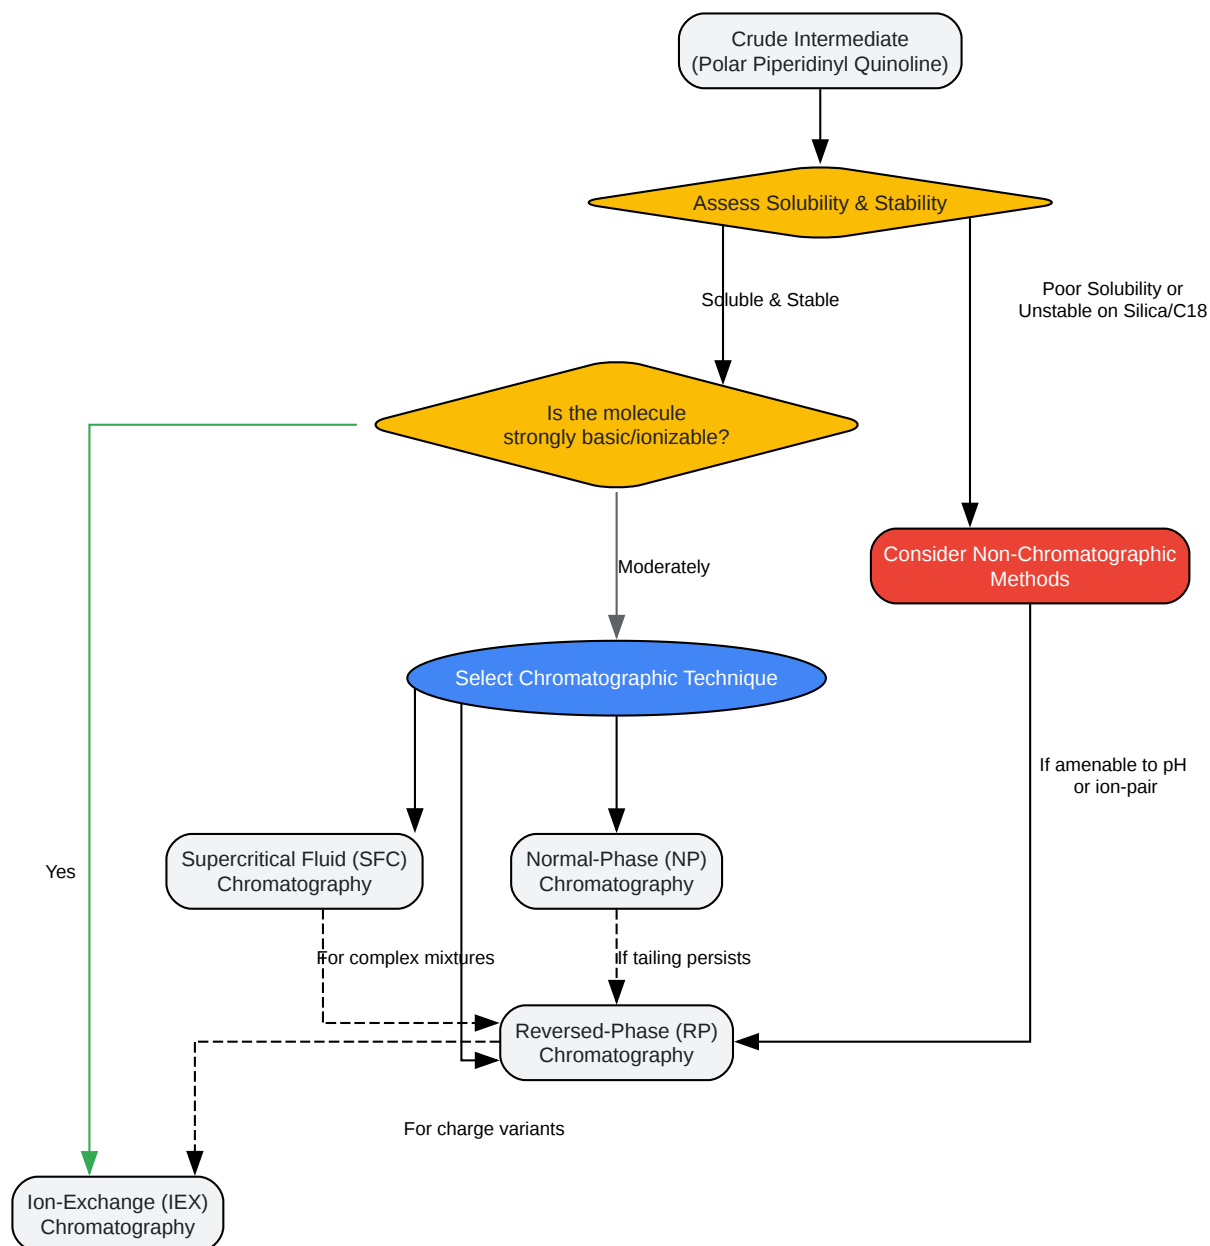 Crude Intermediate
(Polar Piperidinyl Quinoline)
Assess Solubility & Stability
Soluble & Stable
Poor Solubility or
Unstable on Silica/C18
Is the molecule
strongly basic/ionizable?
Consider Non-Chromatographic
Methods
Moderately
Select Chromatographic Technique
If amenable to pH
or ion-pair
Yes
Supercritical Fluid (SFC)
Chromatography
Normal-Phase (NP)
Chromatography
For complex mixtures
If tailing persists
Reversed-Phase (RP)
Chromatography
For charge variants
Ion-Exchange (IEX)
Chromatography